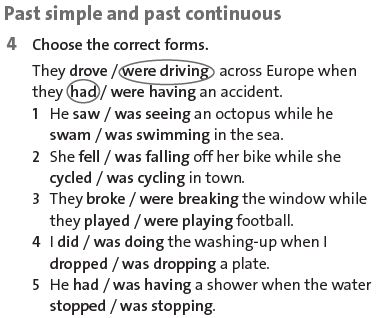 Past simple and past continuous
4 Choose the correct forms.
They drove / were driving across Europe when
they had / were having an accident.
1 He saw / was seeing an octopus while he
swam / was swimming in the sea.
2 She fell / was falling off her bike while she
cycled / was cycling in town.
3 They broke / were breaking the window while
they played / were playing football.
4 I did / was doing the washing-up when I
dropped / was dropping a plate.
5 He had / was having a shower when the water
stopped / was stopping.